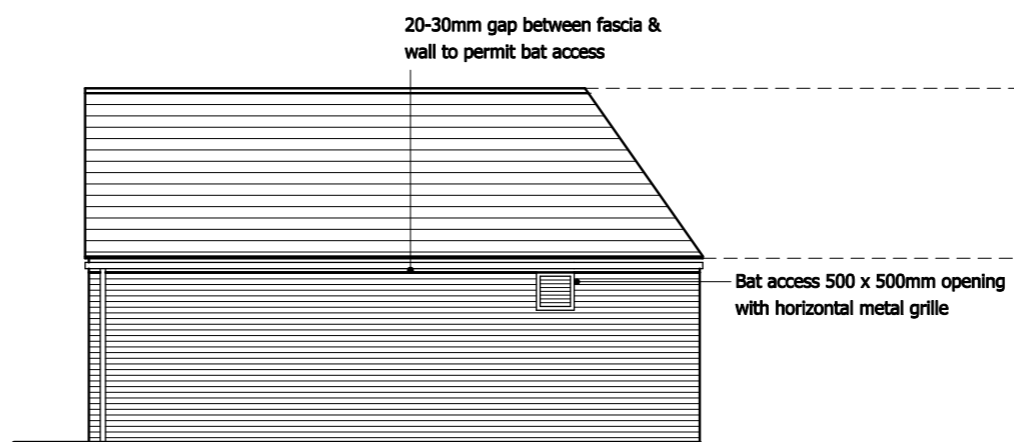 20-30mm gap between fascia &
wall to permit bat access
Bat access 500 x 500mm opening
with horizontal metal grille